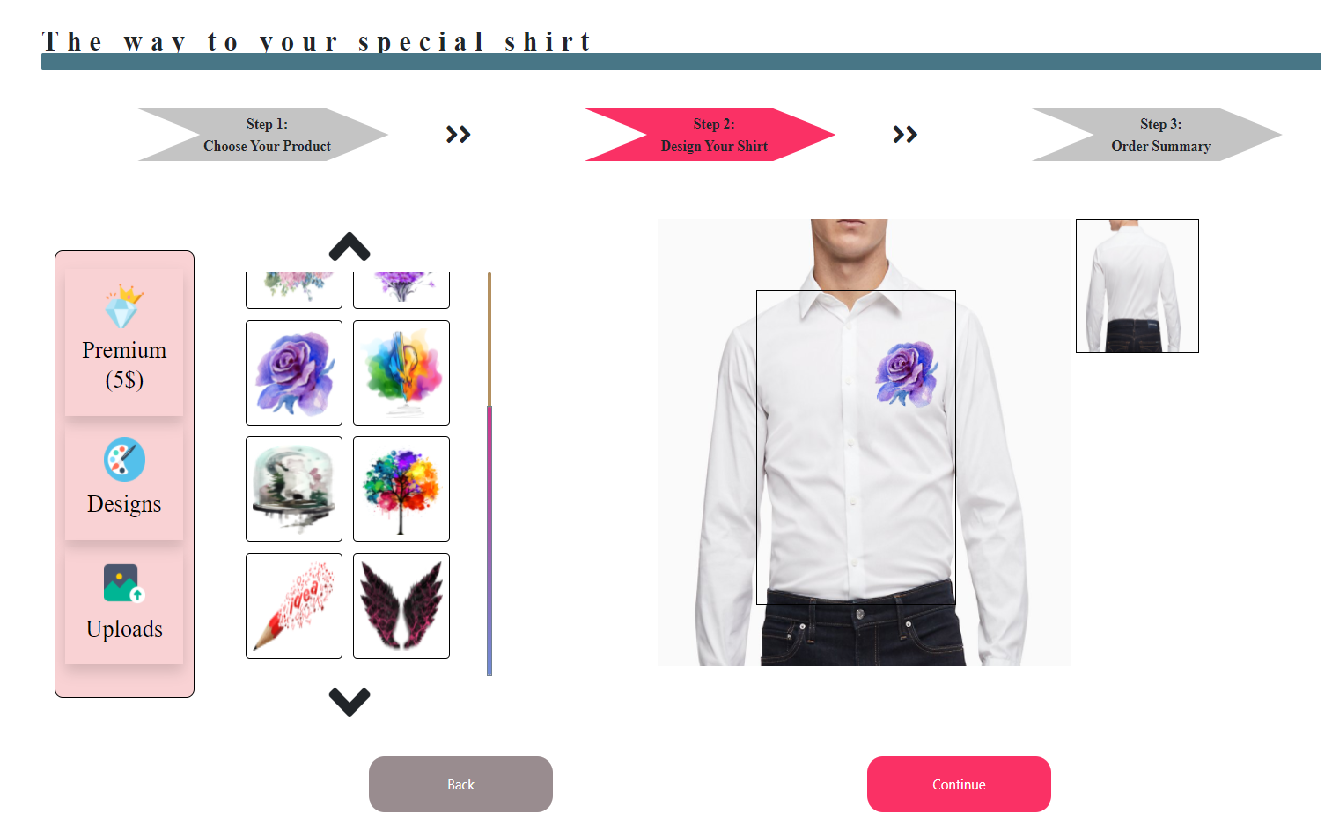 The way to your special shirt
Step 1:
Choose Your Product
Step 2:
Design Your Shirt
Step 3:
Order Summary
Premium
(5$)
Designs
Uploads
idea
Back
Continue